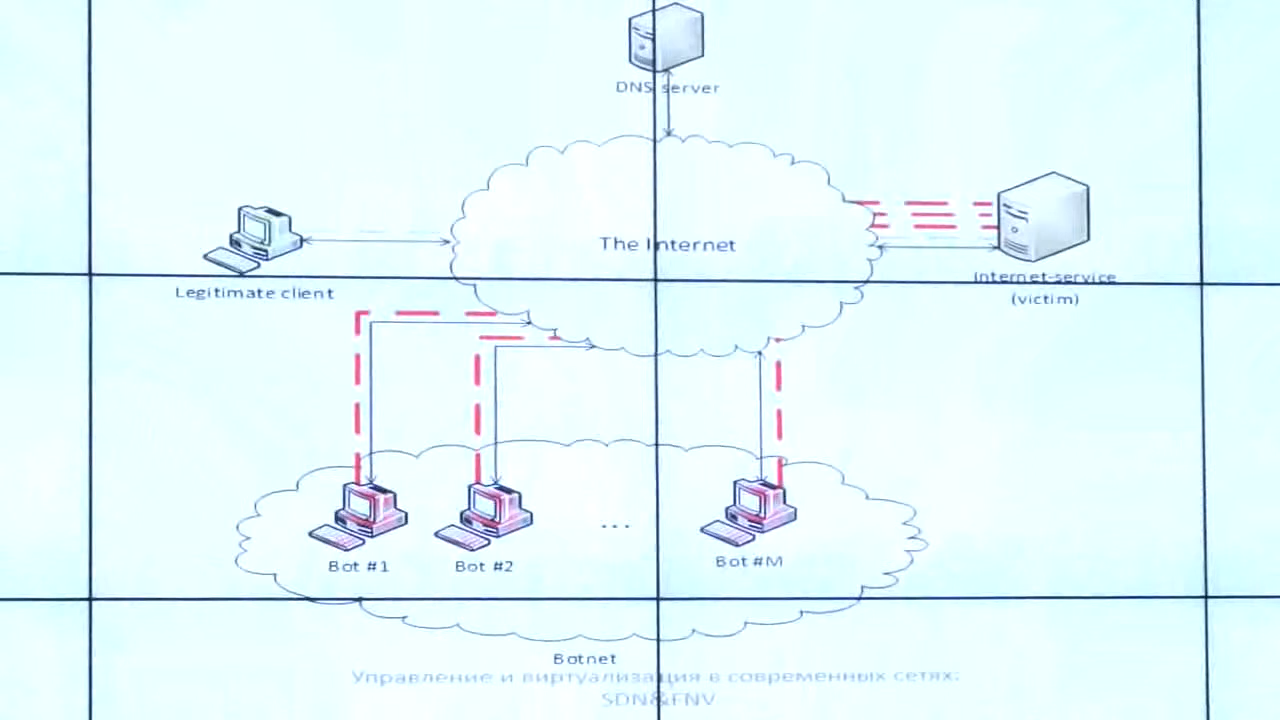 DNS server
The Internet
Legitimate client
Internet-service
(victim)
Bot #1
Bot #2
...
Bot #M
Botnet
Управление и виртуализация в современных сетях:
SDN&FNV